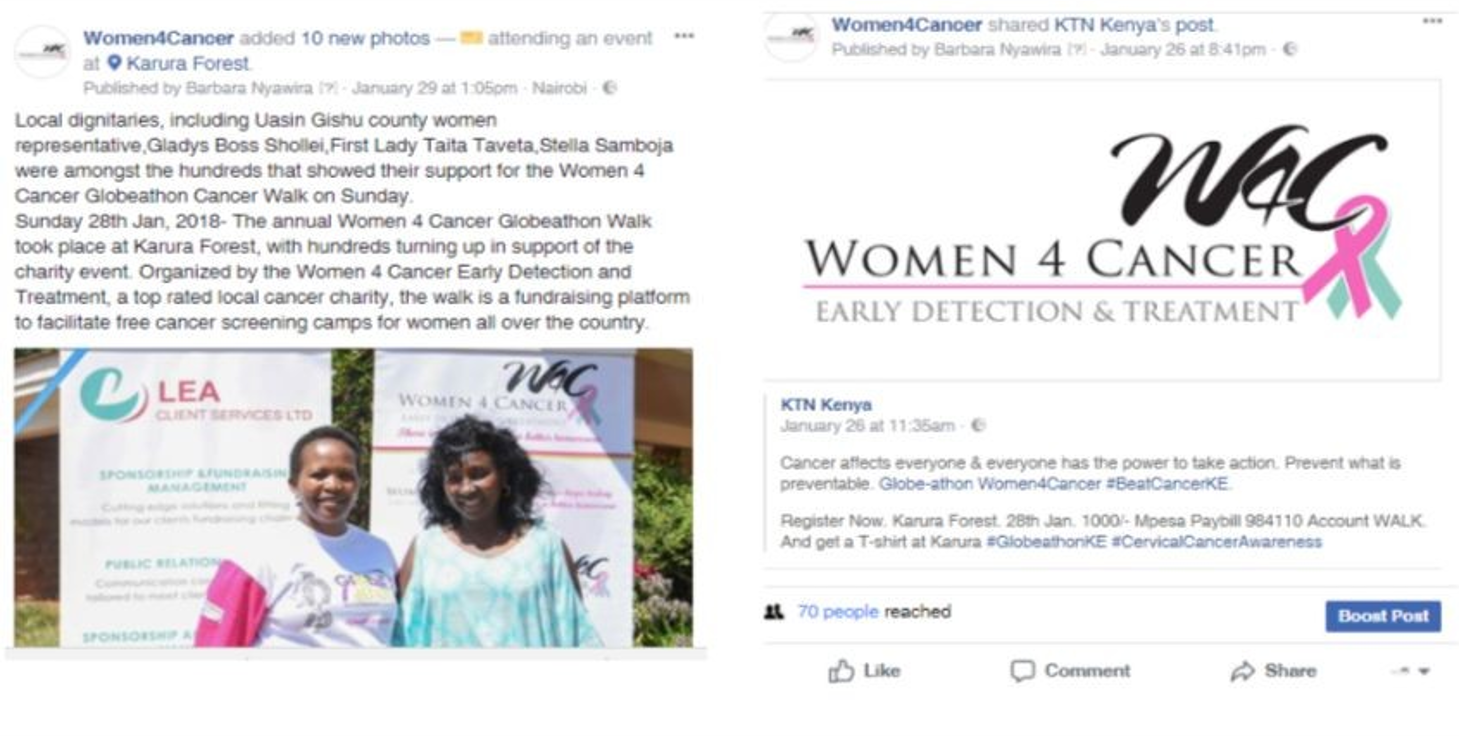 Women4Cancer added 10 new photos — attending an event
at Karura Forest.
Published by Barbara Nyawira [?] · January 29 at 1:05pm · Nairobi ·
Local dignitaries, including Uasin Gishu county women
representative,Gladys Boss Shollei,First Lady Taita Taveta,Stella Samboja
were amongst the hundreds that showed their support for the Women 4
Cancer Globeathon Cancer Walk on Sunday.
Sunday 28th Jan, 2018- The annual Women 4 Cancer Globeathon Walk
took place at Karura Forest, with hundreds turning up in support of the
charity event. Organized by the Women 4 Cancer Early Detection and
Treatment, a top rated local cancer charity, the walk is a fundraising platform
to facilitate free cancer screening camps for women all over the country.
LEA
CLIENT SERVICES LTD
SPONSORSHIP &FUNDRAISIN
MANAGEMENT
Cutting edge solutions and fitting
models for our clients fundraising
PUBLIC RELATION
Communication
tailored to meet
SPONSORSHIP A
W4C
WOMEN 4 CANCER
Women4Cancer shared KTN Kenya's post.
Published by Barbara Nyawira [?] · January 26 at 8:41pm ·
W4C
WOMEN 4 CANCER
EARLY DETECTION & TREATMENT
KTN Kenya
January 26 at 11:35am ·
Cancer affects everyone & everyone has the power to take action. Prevent what is
preventable. Globe-athon Women4Cancer #BeatCancerKE.
Register Now. Karura Forest. 28th Jan. 1000/- Mpesa Paybill 984110 Account WALK.
And get a T-shirt at Karura #GlobeathonKE #CervicalCancerAwareness
70 people reached
Boost Post
Like Comment Share